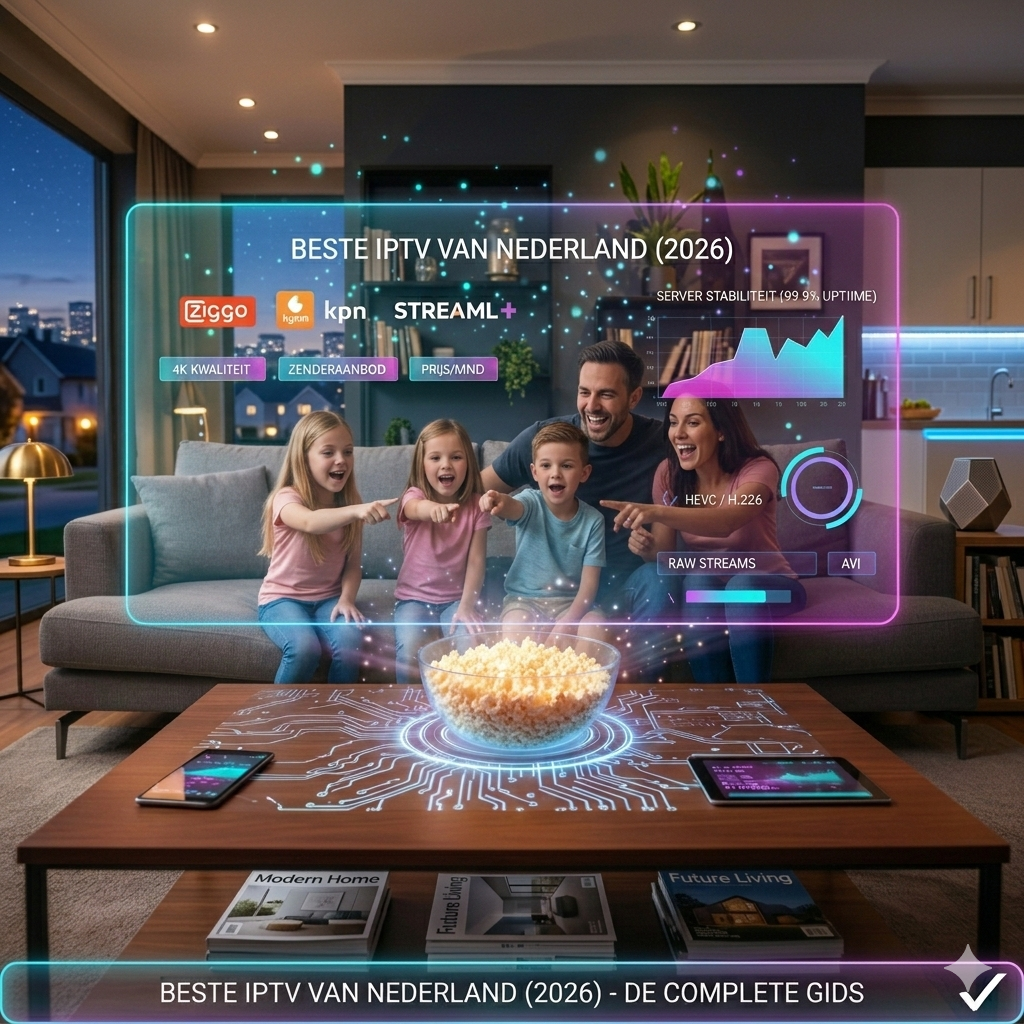 BESTE IPTV VAN NEDERLAND (2026)
SERVER STABILITEIT (99.9% UPTIIME)
Ziggo
kpn
STREAML+
4K KWALITEIT
ZENDERAANBOD
PRIJS/MND
HEVC / H.226
RAW STREAMS
AVI
Modern Home
Future Living
Future Living
BESTE IPTV VAN NEDERLAND (2026) - DE COMPLETE GIDS